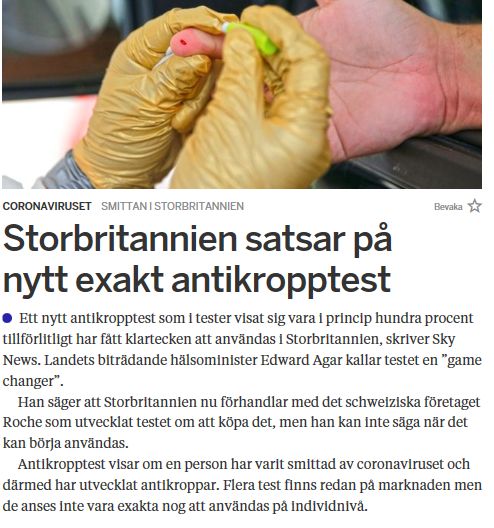 CORONAVIRUSET SMITTAN I STORBRITANNIEN Bevaka
Storbritannien satsar på
nytt exakt antikropptest
Ett nytt antikropptest som i tester visat sig vara i princip hundra procent
tillförlitligt har fått klartecken att användas i Storbritannien, skriver Sky
News. Landets biträdande hälsominister Edward Agar kallar testet en ”game
changer”.
Han säger att Storbritannien nu förhandlar med det schweiziska företaget
Roche som utvecklat testet om att köpa det, men han kan inte säga när det
kan börja användas.
Antikropptest visar om en person har varit smittad av coronaviruset och
därmed har utvecklat antikroppar. Flera test finns redan på marknaden men
de anses inte vara exakta nog att användas på individnivå.